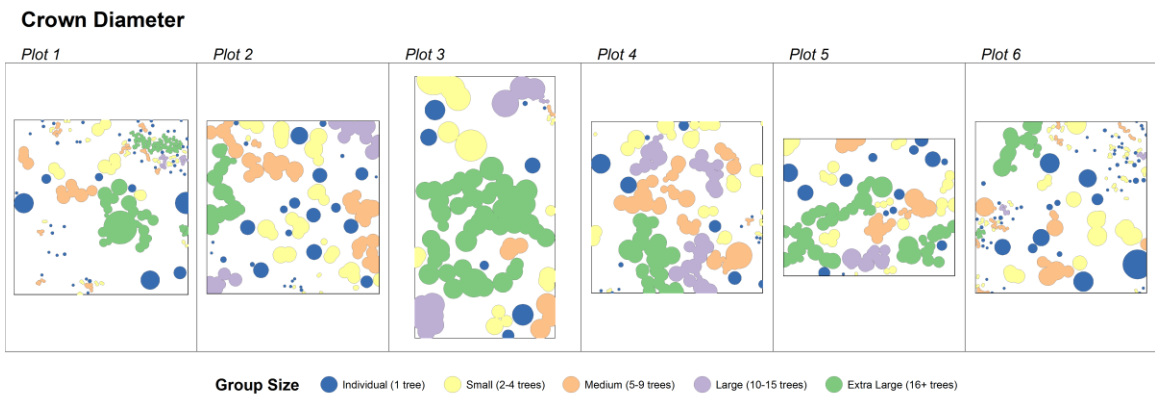 Crown Diameter
Plot 1 Plot 2 Plot 3 Plot 4 Plot 5 Plot 6
Group Size Individual (1 tree) Small (2-4 trees) Medium (5-9 trees) Large (10-15 trees) Extra Large (16+ trees)